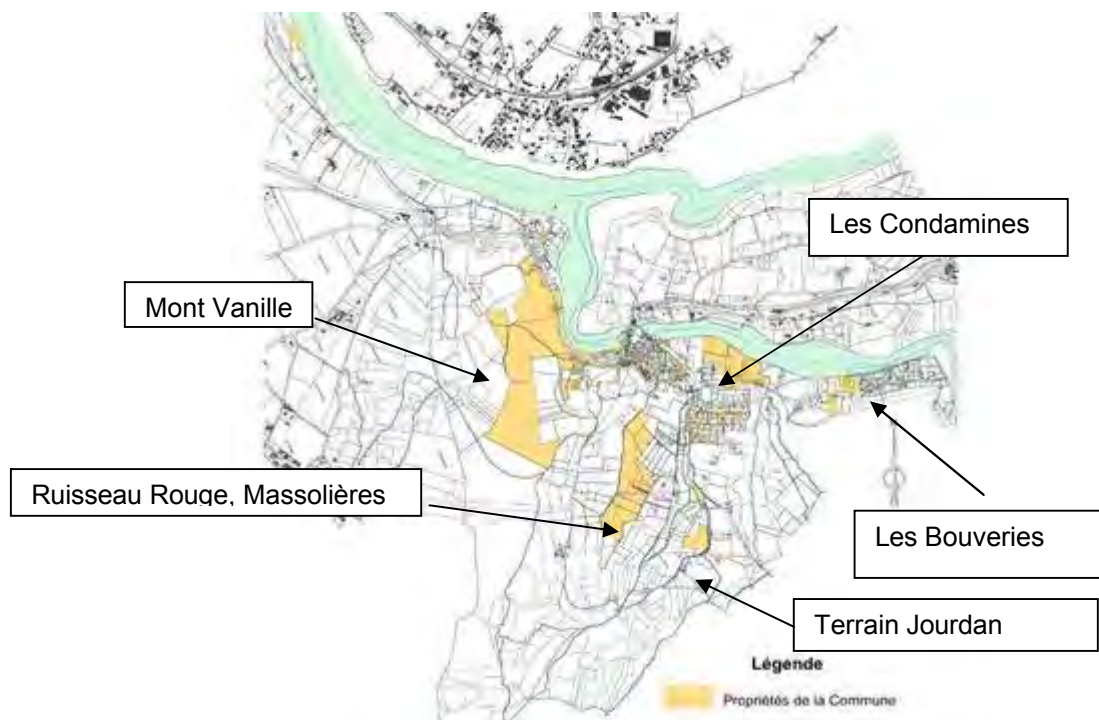 Les Condamines
Mont Vanille
Ruisseau Rouge, Massolières
Les Bouveries
Terrain Jourdan
Légende
Propriétés de la Commune